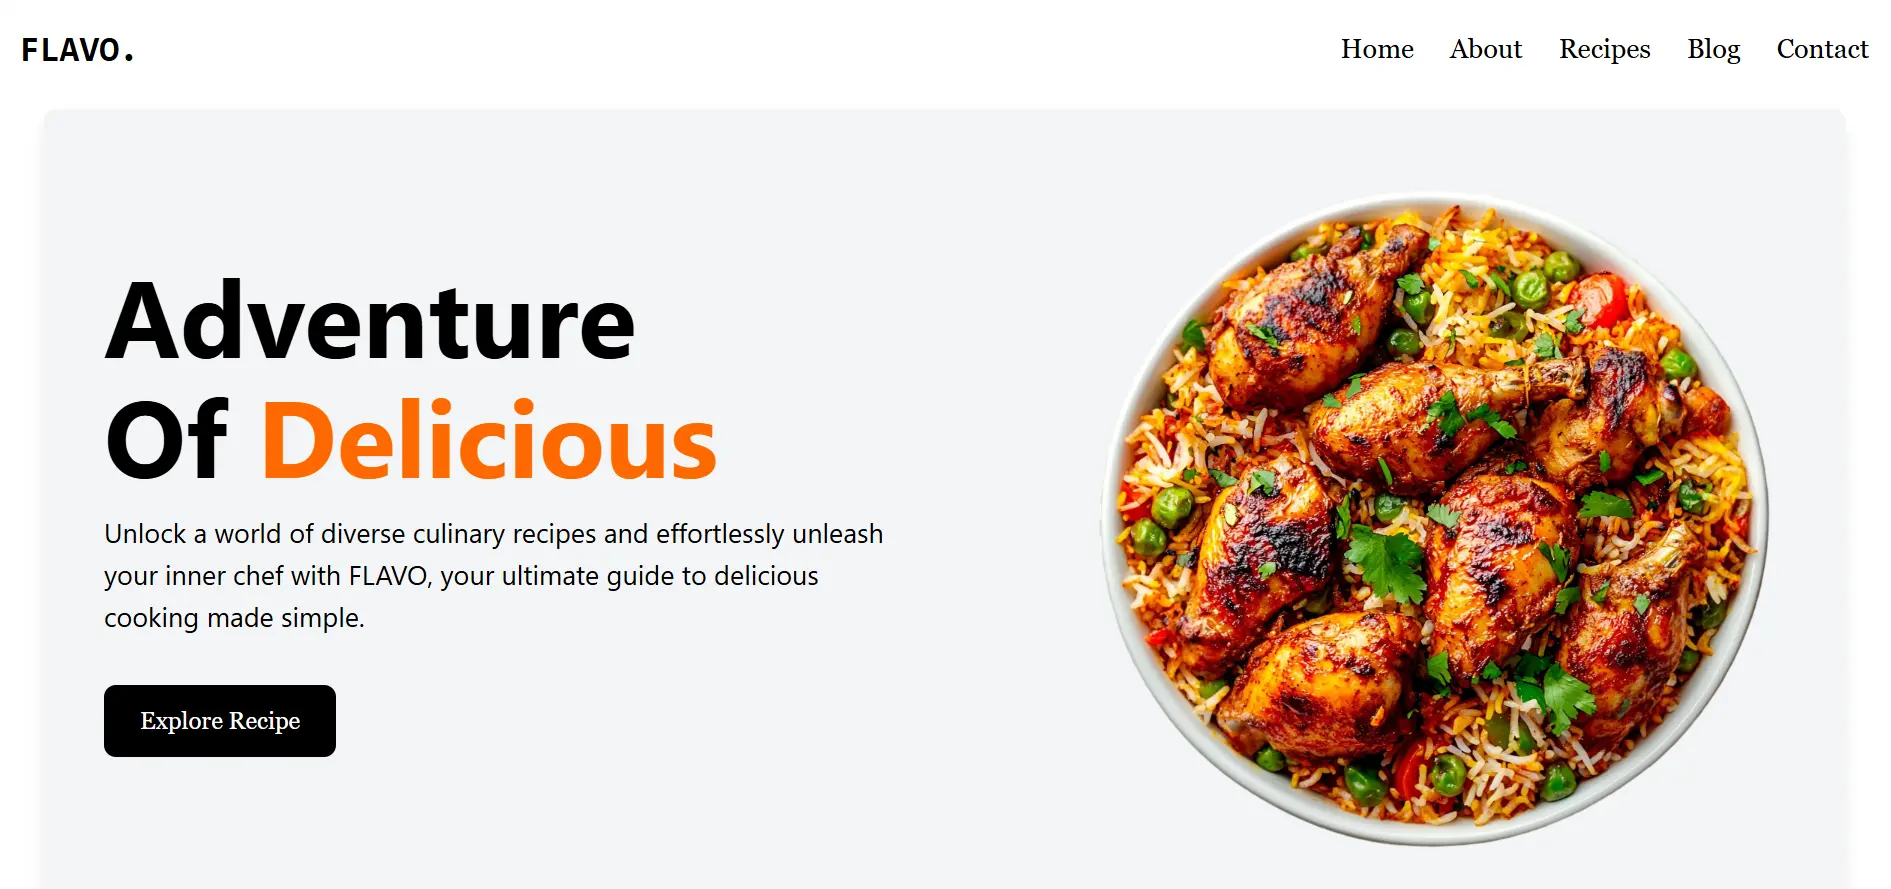 FLAVO.
Home About Recipes Blog Contact
Adventure
Of Delicious
Unlock a world of diverse culinary recipes and effortlessly unleash
your inner chef with FLAVO, your ultimate guide to delicious
cooking made simple.
Explore Recipe